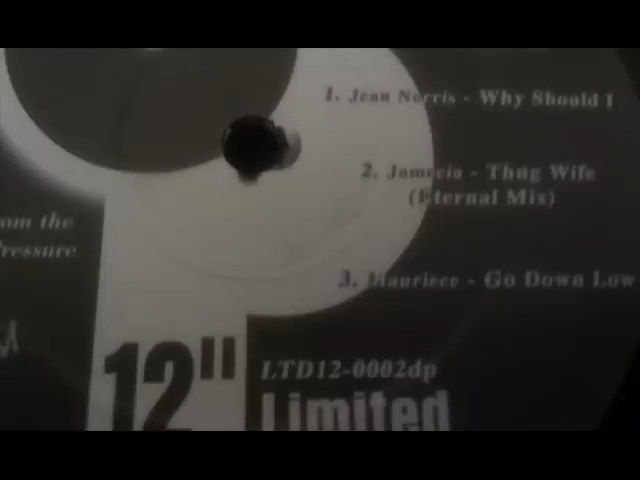 1. Jean Norris - Why Should I
2. Jamecia - Thug Wife
(Eternal Mix)
om the
ressure
3. Mauriece - Go Down Low
12"
LTD12-0002dp
Limited